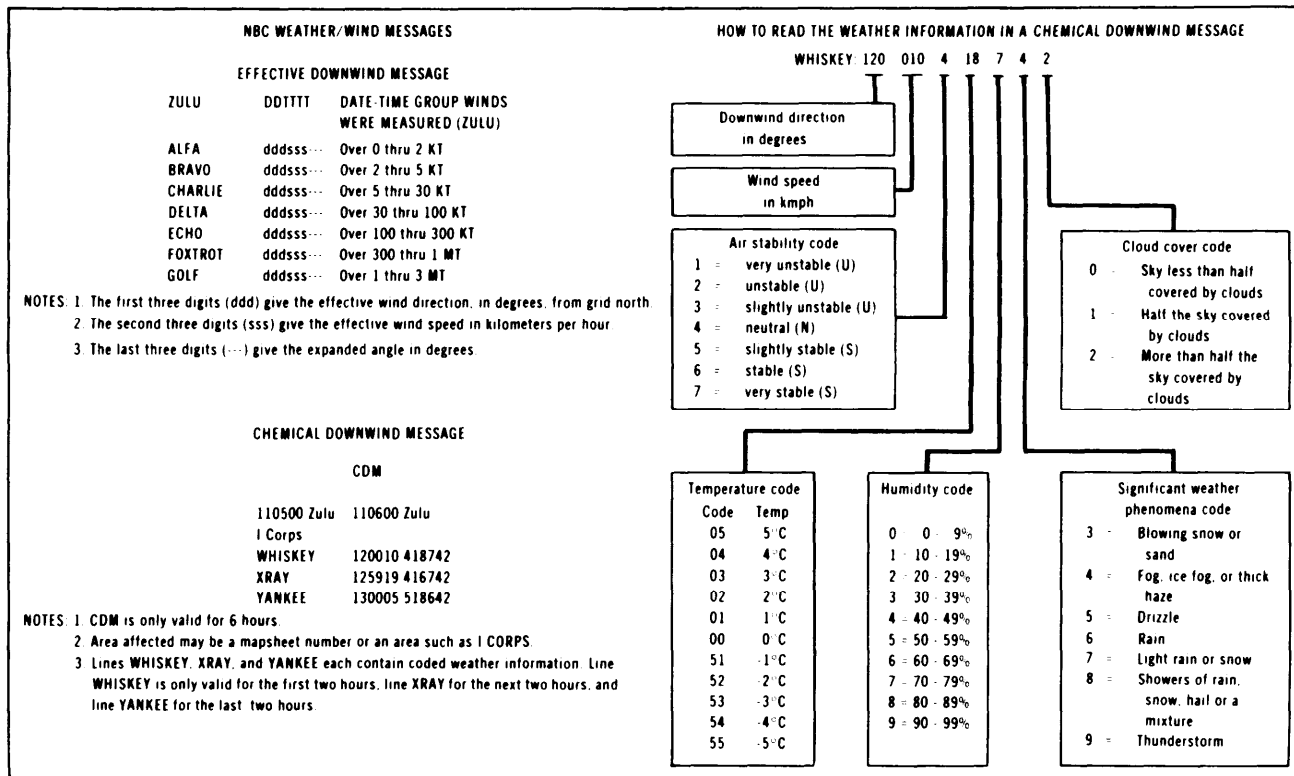 NBC WEATHER/WIND MESSAGES
EFFECTIVE DOWNWIND MESSAGE
ZULU DDTTTT DATE-TIME GROUP WINDS
WERE MEASURED (ZULU)
ALFA dddsss--- Over 0 thru 2 KT
BRAVO dddsss--- Over 2 thru 5 KT
CHARLIE dddsss--- Over 5 thru 30 KT
DELTA dddsss--- Over 30 thru 100 KT
ECHO dddsss--- Over 100 thru 300 KT
FOXTROT dddsss--- Over 300 thru 1 MT
GOLF dddsss--- Over 1 thru 3 MT
NOTES: 1. The first three digits (ddd) give the effective wind direction, in degrees, from grid north.
2. The second three digits (sss) give the effective wind speed in kilometers per hour
3. The last three digits (---) give the expanded angle in degrees.
CHEMICAL DOWNWIND MESSAGE
CDM
110500 Zulu 110600 Zulu
I Corps
WHISKEY 120010 418742
XRAY 125919 416742
YANKEE 130005 518642
NOTES: 1. CDM is only valid for 6 hours.
2. Area affected may be a mapsheet number or an area such as I CORPS.
3. Lines WHISKEY, XRAY, and YANKEE each contain coded weather information. Line
WHISKEY is only valid for the first two hours, line XRAY for the next two hours, and
line YANKEE for the last two hours.
HOW TO READ THE WEATHER INFORMATION IN A CHEMICAL DOWNWIND MESSAGE
WHISKEY: 120 010 4 18 7 4 2
Downwind direction
in degrees
Wind speed
in kmph
Air stability code
1 = very unstable (U)
2 = unstable (U)
3 = slightly unstable (U)
4 = neutral (N)
5 = slightly stable (S)
6 = stable (S)
7 = very stable (S)
Cloud cover code
0 - Sky less than half
covered by clouds
1 - Half the sky covered
by clouds
2 - More than half the
sky covered by
clouds
Temperature code
Code Temp
05 5°C
04 4°C
03 3°C
02 2°C
01 1°C
00 0°C
51 -1°C
52 -2°C
53 -3°C
54 -4°C
55 -5°C
Humidity code
0 - 0 - 9%
1 - 10 - 19%
2 - 20 - 29%
3 30 - 39%
4 = 40 - 49%
5 = 50 - 59%
6 = 60 - 69%
7 - 70 - 79%
8 = 80 - 89%
9 = 90 - 99%
Significant weather
phenomena code
3 - Blowing snow or
sand
4 = Fog, ice fog, or thick
haze
5 = Drizzle
6 Rain
7 = Light rain or snow
8 = Showers of rain,
snow, hail or a
mixture
9 = Thunderstorm